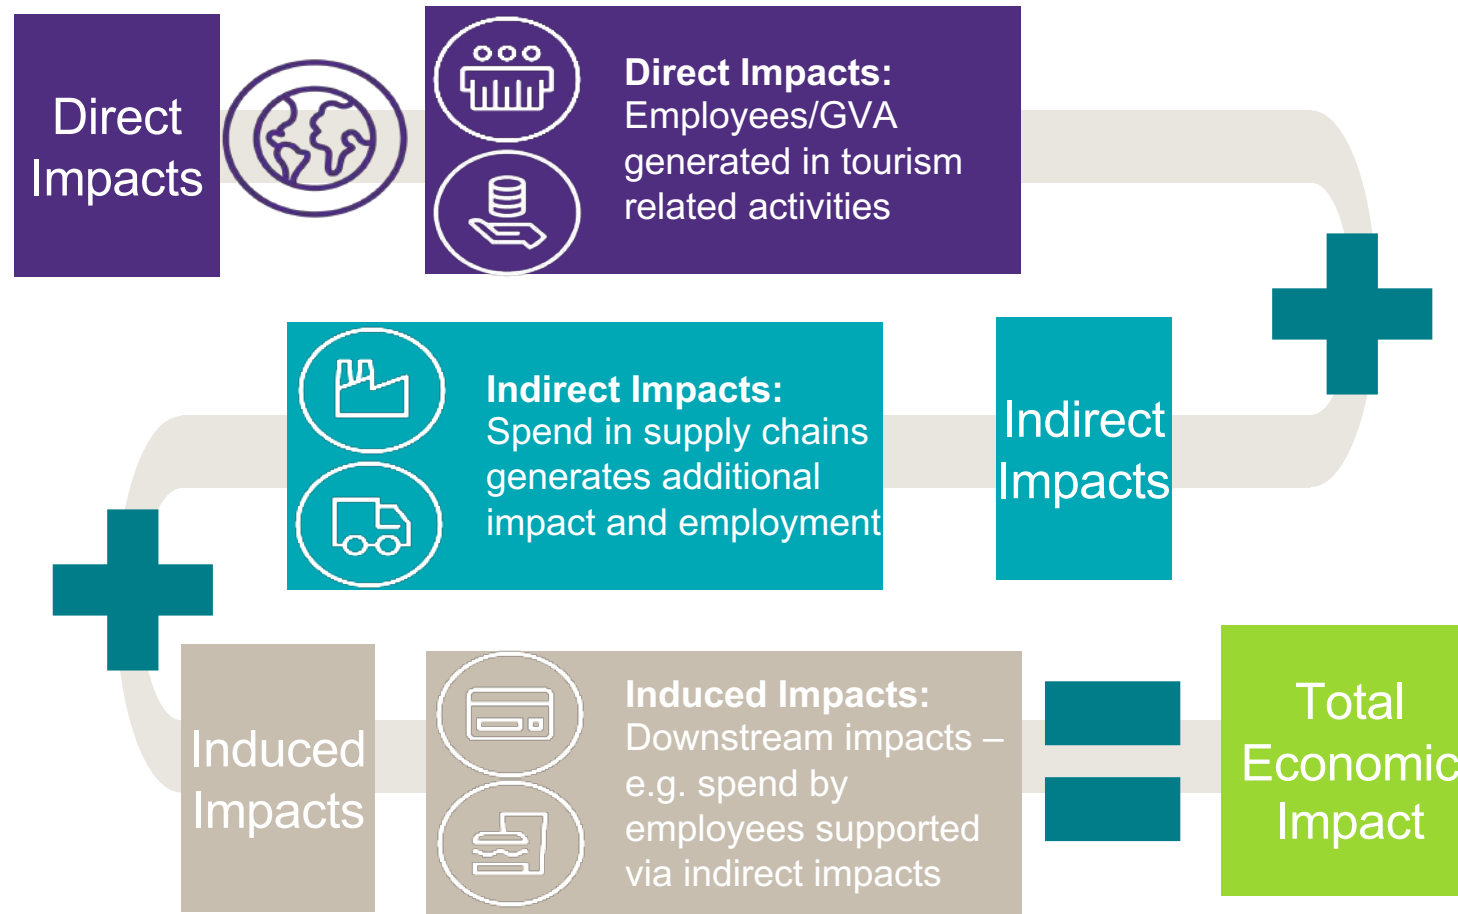 Direct
Impacts
Direct Impacts:
Employees/GVA
generated in tourism
related activities
Indirect Impacts:
Spend in supply chains
generates additional
impact and employment
Indirect
Impacts
Induced
Impacts
Induced Impacts:
Downstream impacts –
e.g. spend by
employees supported
via indirect impacts
Total
Economic
Impact